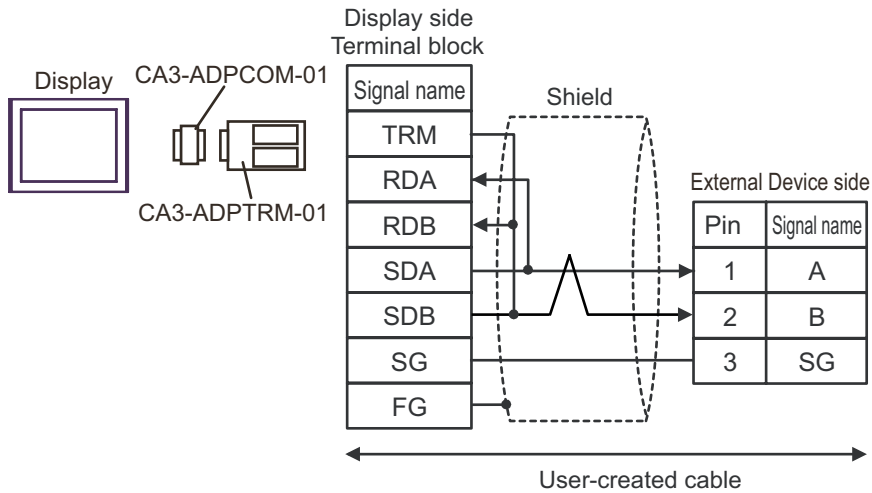 Display side
Terminal block
Display
CA3-ADPCOM-01
CA3-ADPTRM-01
Signal name
TRM
RDA
RDB
SDA
SDB
SG
FG
Shield
External Device side
Pin Signal name
1 A
2 B
3 SG
User-created cable